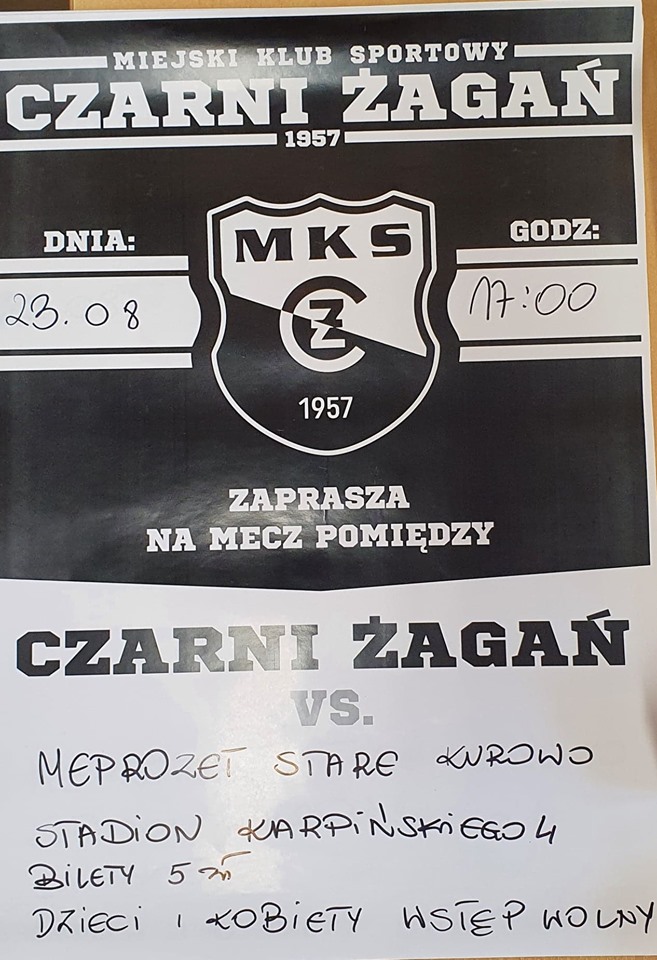 MIEJSKI KLUB SPORTOWY
CZARNI ŻAGAŃ
1957
DNIA:
GODZ:
23.08
17:00
MKS
CZ
1957
ZAPRASZA
NA MECZ POMIĘDZY
CZARNI ŻAGAŃ
VS.
MEPROZET STARE KUROWO
STADION KARPIŃSKIEGO 4
BILETY 5 zł
DZIECI I KOBIETY WSTĘP WOLNY